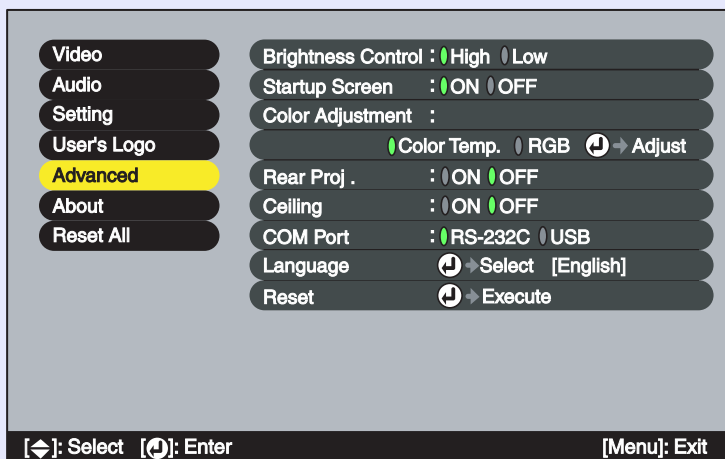 Video
Audio
Setting
User's Logo
Advanced
About
Reset All
Brightness Control : High Low
Startup Screen : ON OFF
Color Adjustment :
Color Temp. RGB Adjust
Rear Proj . : ON OFF
Ceiling : ON OFF
COM Port : RS-232C USB
Language Select [English]
Reset Execute
[ ]: Select [ ]: Enter [Menu]: Exit